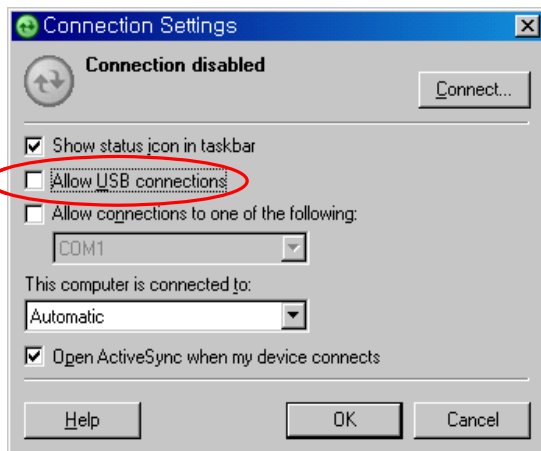 Connection Settings
Connection disabled
Connect...
Show status icon in taskbar
Allow USB connections
Allow connections to one of the following:
COM1
This computer is connected to:
Automatic
Open ActiveSync when my device connects
Help
OK
Cancel